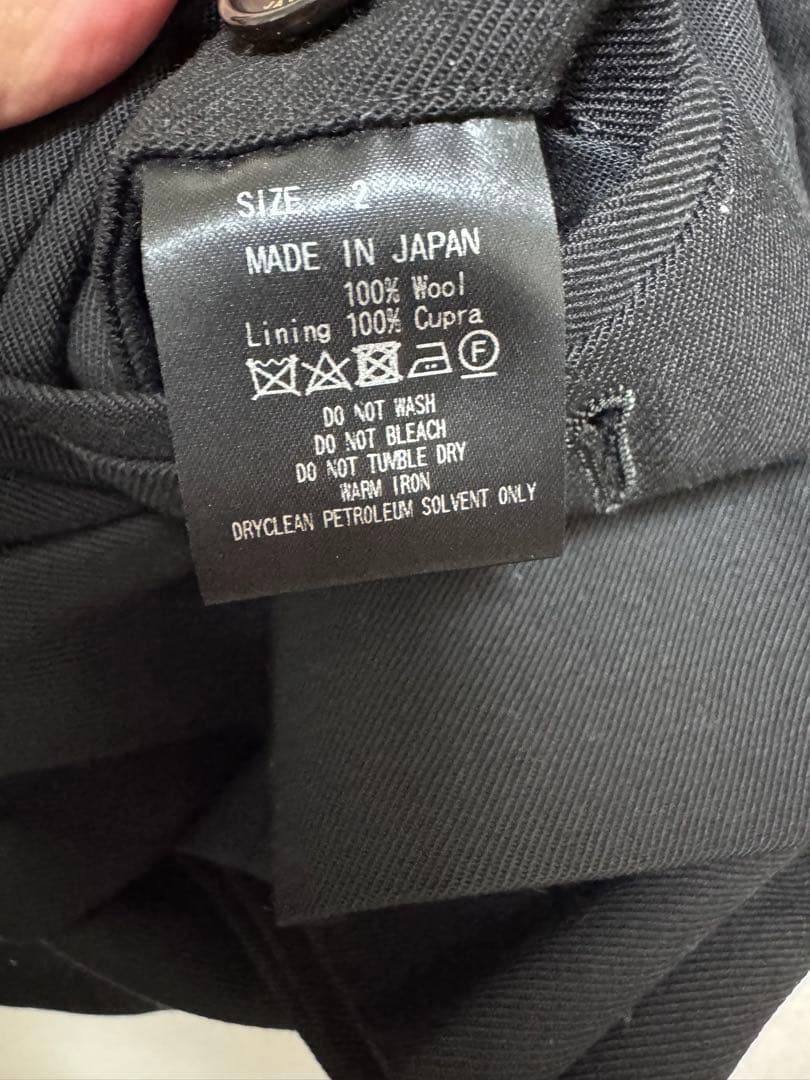 SIZE 2
MADE IN JAPAN
100% Wool
Lining 100% Cupra
F
DO NOT WASH
DO NOT BLEACH
DO NOT TUMBLE DRY
WARM IRON
DRYCLEAN PETROLEUM SOLVENT ONLY